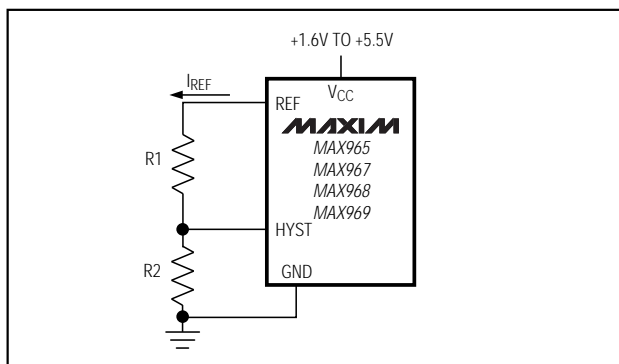 +1.6V TO +5.5V
IREF
VCC
REF
MAXIM
MAX965
MAX967
MAX968
MAX969
R1
HYST
R2
GND